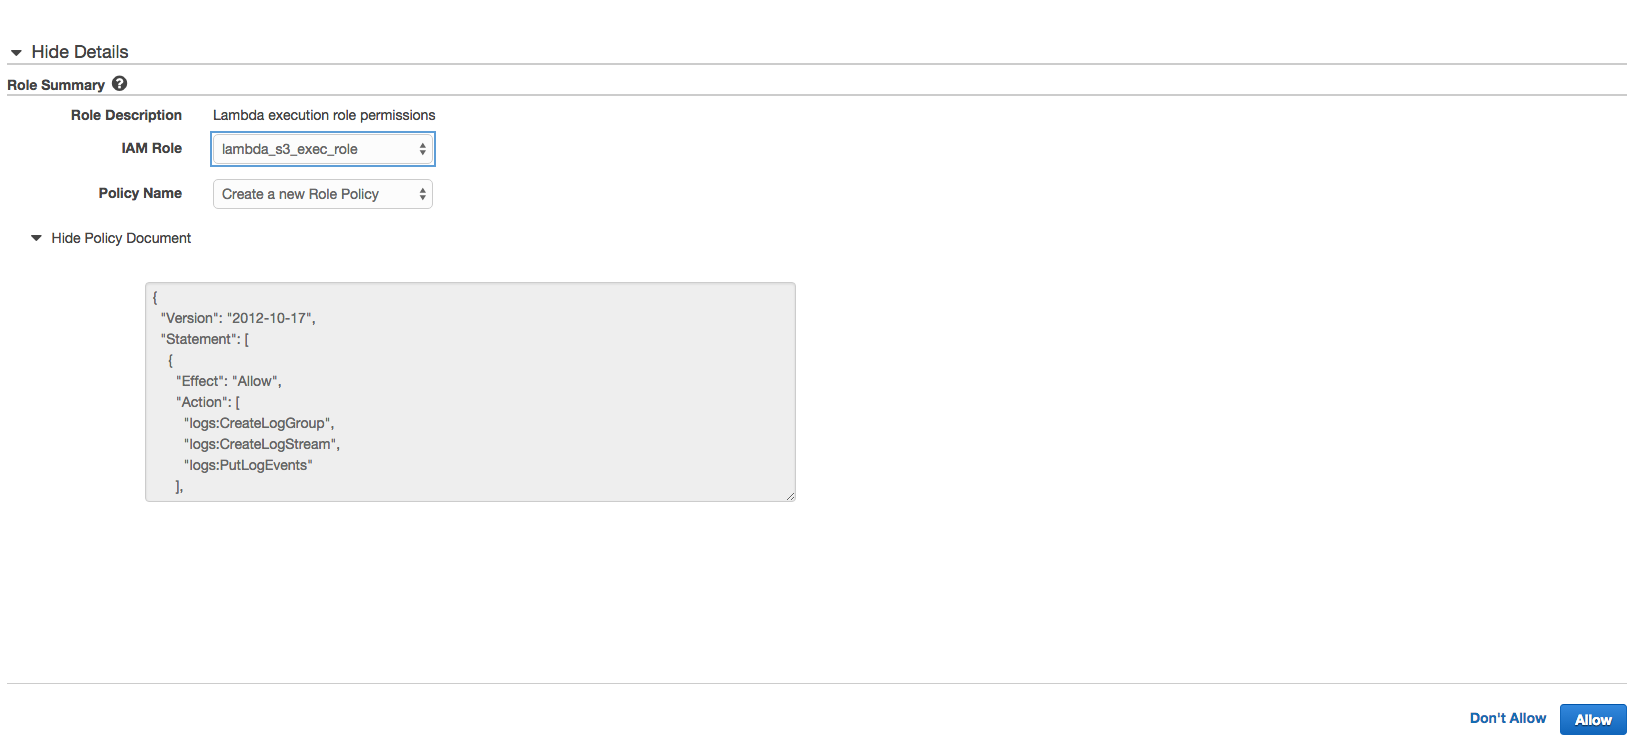 Hide Details
Role Summary
Role Description Lambda execution role permissions
IAM Role lambda_s3_exec_role
Policy Name Create a new Role Policy
Hide Policy Document
{
"Version": "2012-10-17",
"Statement": [
{
"Effect": "Allow",
"Action": [
"logs:CreateLogGroup",
"logs:CreateLogStream",
"logs:PutLogEvents"
],
Don't Allow Allow